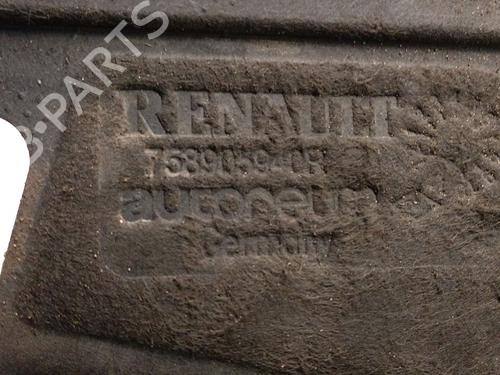 B-PARTS
RENAULT
758905940R
autoneum
Germany